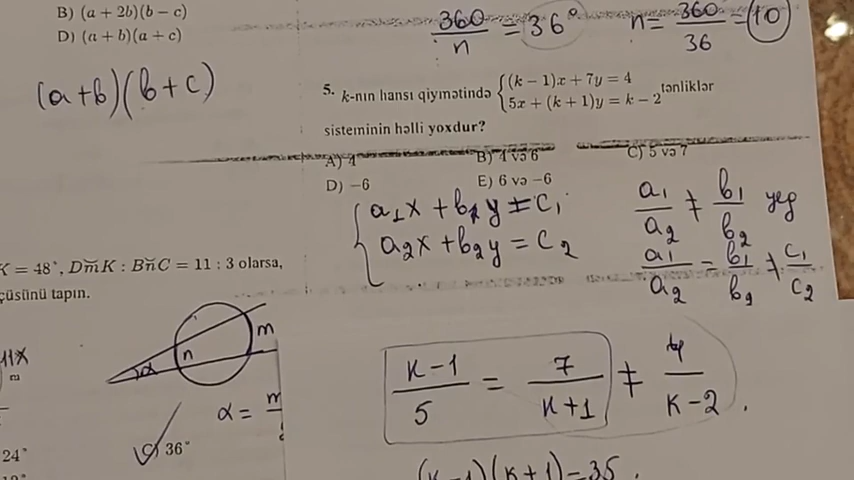 B) (a + 2b)(b − c)
D) (a + b)(a + c)
(a+b)(b+c)
360/n = 36° n = 360/36 = 10
5. k-nın hansı qiymətində {(k − 1)x + 7y = 4
5x + (k + 1)y = k − 2 tənliklər
sisteminin həlli yoxdur?
A) 4 B) 4 və 6 C) 5 və 7
D) −6 E) 6 və −6
a₁x + b₁y = c₁
a₂x + b₂y = c₂
a₁/a₂ ≠ b₁/b₂ yeg
a₁/a₂ = b₁/b₂ ≠ c₁/c₂
K = 48°, DmK : BnC = 11 : 3 olarsa,
çüsünü tapın.
11x
m
n
m
α
α = m
24°
C) 36°
k−1/5 = 7/k+1 ≠ 4/k−2.
(k−1)(k+1)=35.